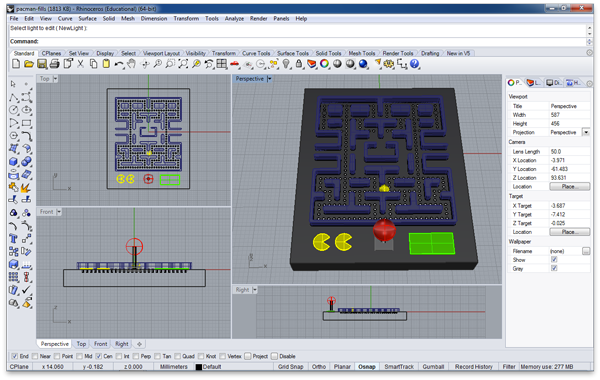 pacman-fills (1813 KB) - Rhinoceros (Educational) (64-bit)
File Edit View Curve Surface Solid Mesh Dimension Transform Tools Analyze Render Panels Help
Select light to edit ( NewLight ):
Command:
Standard CPlanes Set View Display Select Viewport Layout Visibility Transform Curve Tools Surface Tools Solid Tools Mesh Tools Render Tools Drafting New in V5
Top
Perspective
Front
Right
P... L... Di... H...
Viewport
Title Perspective
Width 587
Height 456
Projection Perspective
Camera
Lens Length 50.0
X Location -3.971
Y Location -61.483
Z Location 93.631
Location Place...
Target
X Target -3.687
Y Target -7.412
Z Target -0.025
Location Place...
Wallpaper
Filename (none)
Show
Gray
Perspective Top Front Right
End Near Point Mid Cen Int Perp Tan Quad Knot Vertex Project Disable
CPlane x 14.060 y -0.182 z 0.000 Millimeters Default Grid Snap Ortho Planar Osnap SmartTrack Gumball Record History Filter Memory use: 277 MB